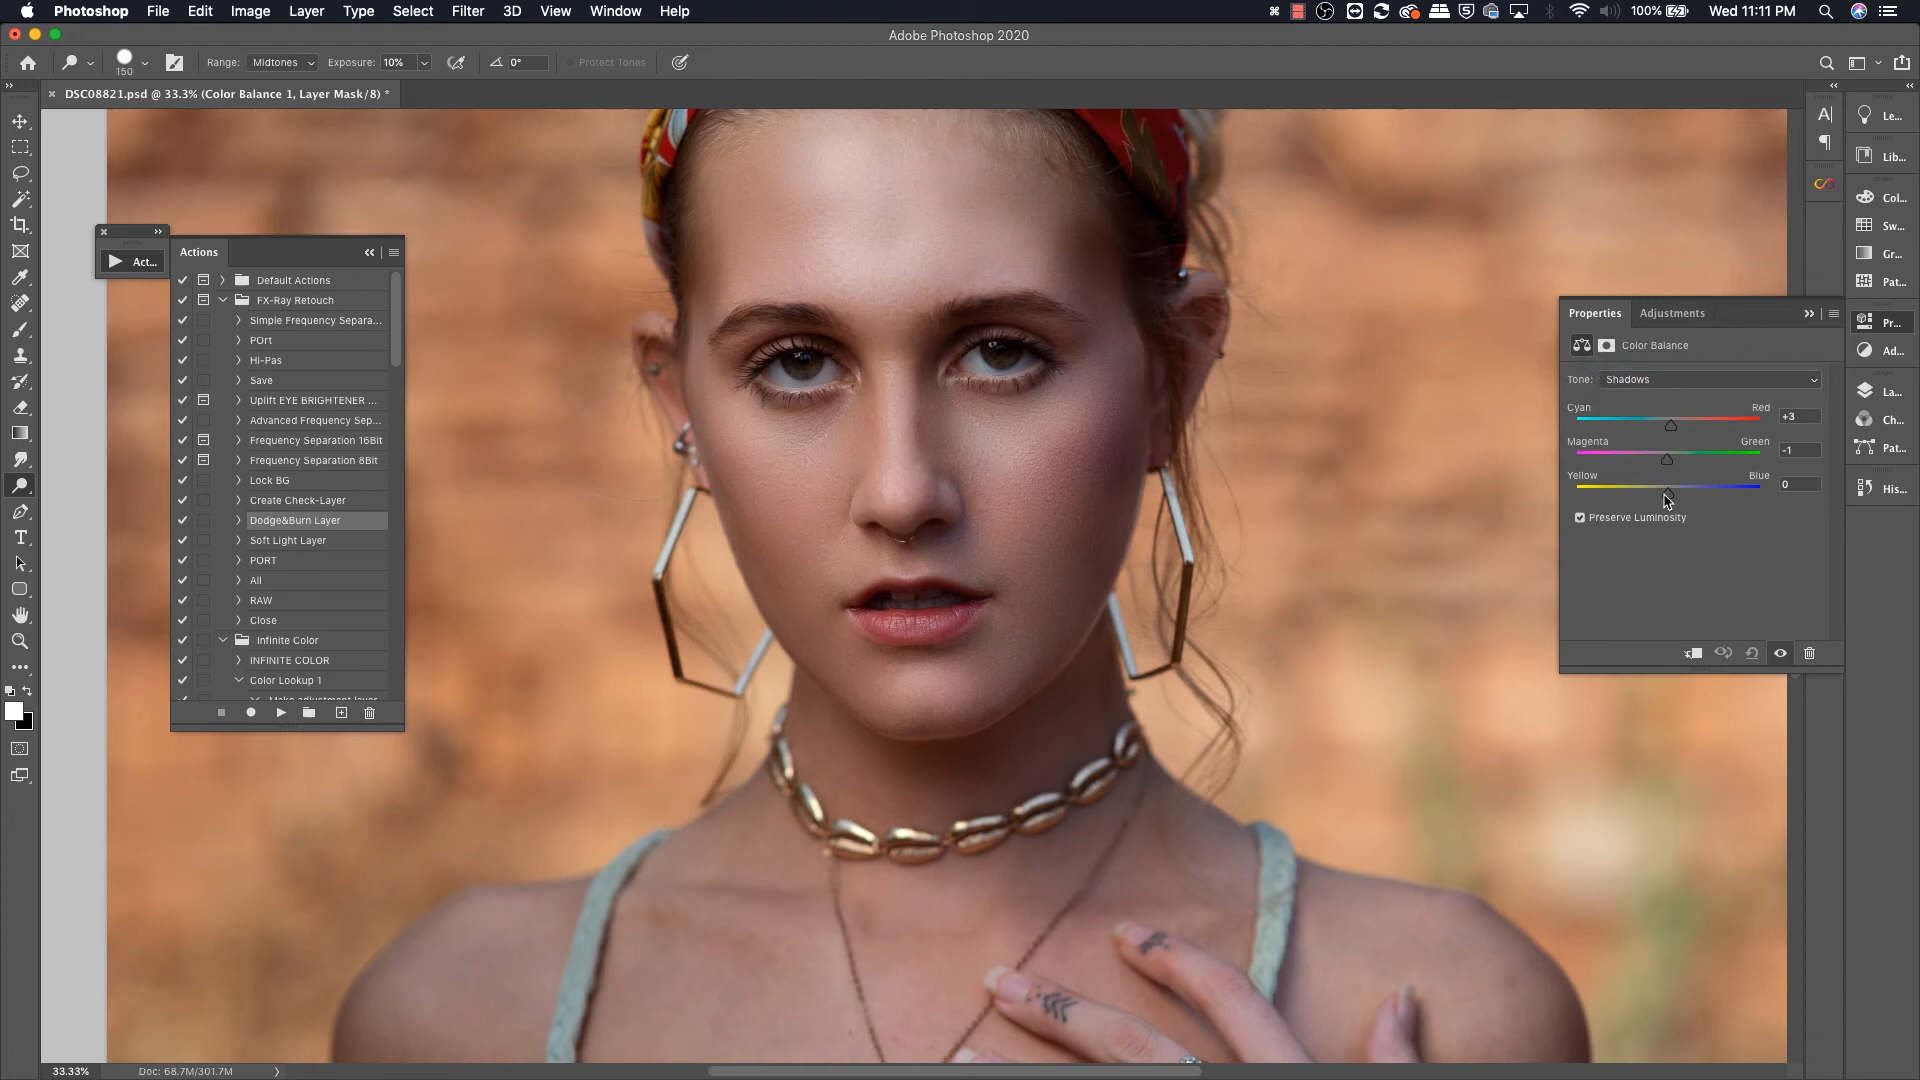 Photoshop File Edit Image Layer Type Select Filter 3D View Window Help
100% Wed 11:11 PM
Adobe Photoshop 2020
150 Range: Midtones Exposure: 10% 0° Protect Tones
× DSC08821.psd @ 33.3% (Color Balance 1, Layer Mask/8) *
Act...
Actions
Default Actions
FX-Ray Retouch
Simple Frequency Separa...
POrt
Hi-Pas
Save
Uplift EYE BRIGHTENER ...
Advanced Frequency Sep...
Frequency Separation 16Bit
Frequency Separation 8Bit
Lock BG
Create Check-Layer
Dodge&Burn Layer
Soft Light Layer
PORT
All
RAW
Close
Infinite Color
INFINITE COLOR
Color Lookup 1
Make adjustment layer
Properties Adjustments
Color Balance
Tone: Shadows
Cyan Red +3
Magenta Green -1
Yellow Blue 0
Preserve Luminosity
Le...
Lib...
Col...
Sw...
Gr...
Pat...
Pr...
Ad...
La...
Ch...
Pat...
His...
33.33% Doc: 68.7M/301.7M